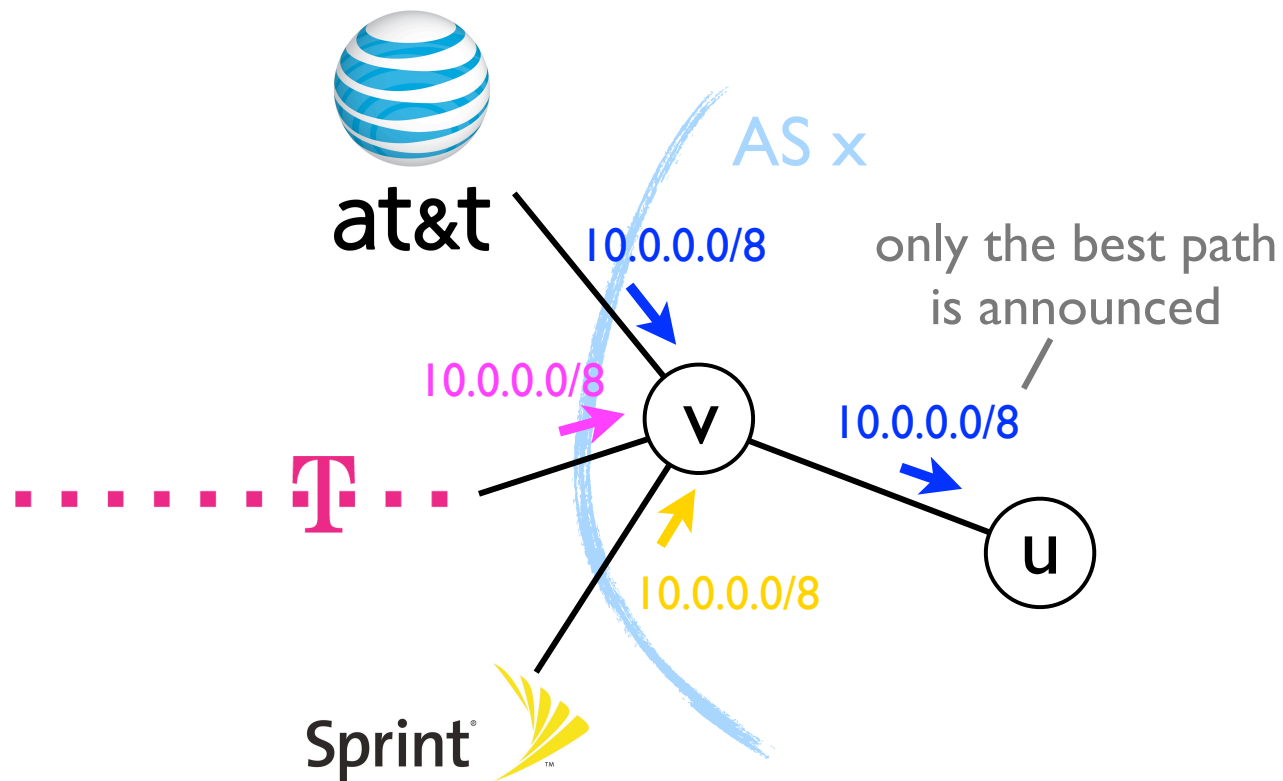 at&t
AS x
10.0.0.0/8
only the best path
is announced
10.0.0.0/8
v
10.0.0.0/8
T
u
10.0.0.0/8
Sprint®
TM